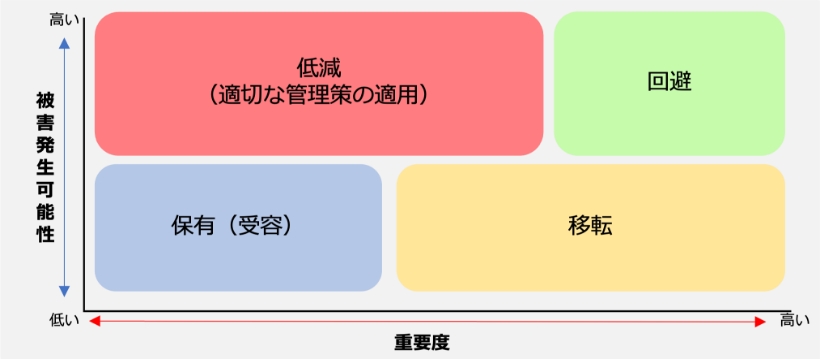 高い
低減
（適切な管理策の適用）
回避
被害発生可能性
保有（受容）
移転
低い
高い
重要度